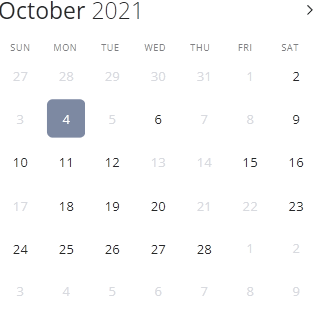 October 2021 >
SUN MON TUE WED THU FRI SAT
27 28 29 30 31 1 2
3 4 5 6 7 8 9
10 11 12 13 14 15 16
17 18 19 20 21 22 23
24 25 26 27 28 1 2
3 4 5 6 7 8 9